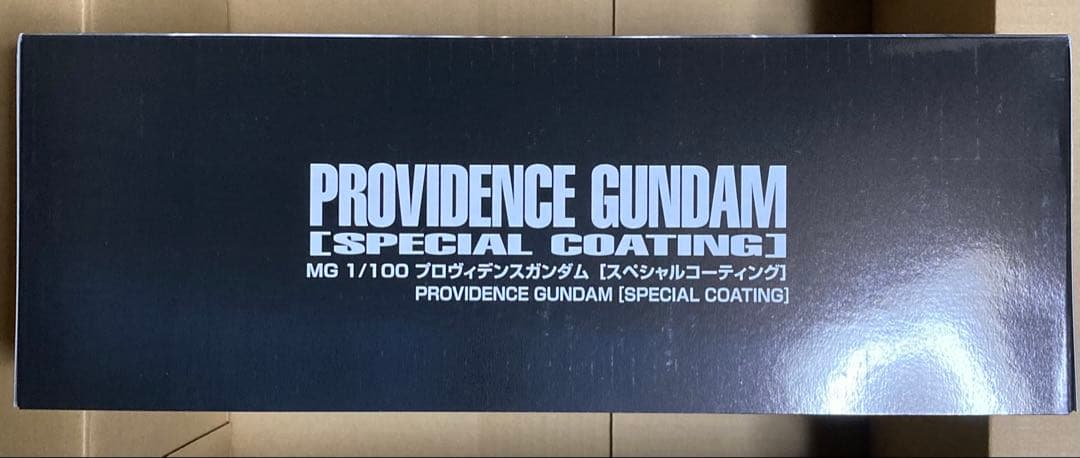 PROVIDENCE GUNDAM
[SPECIAL COATING]
MG 1/100 プロヴィデンスガンダム [スペシャルコーティング]
PROVIDENCE GUNDAM [SPECIAL COATING]